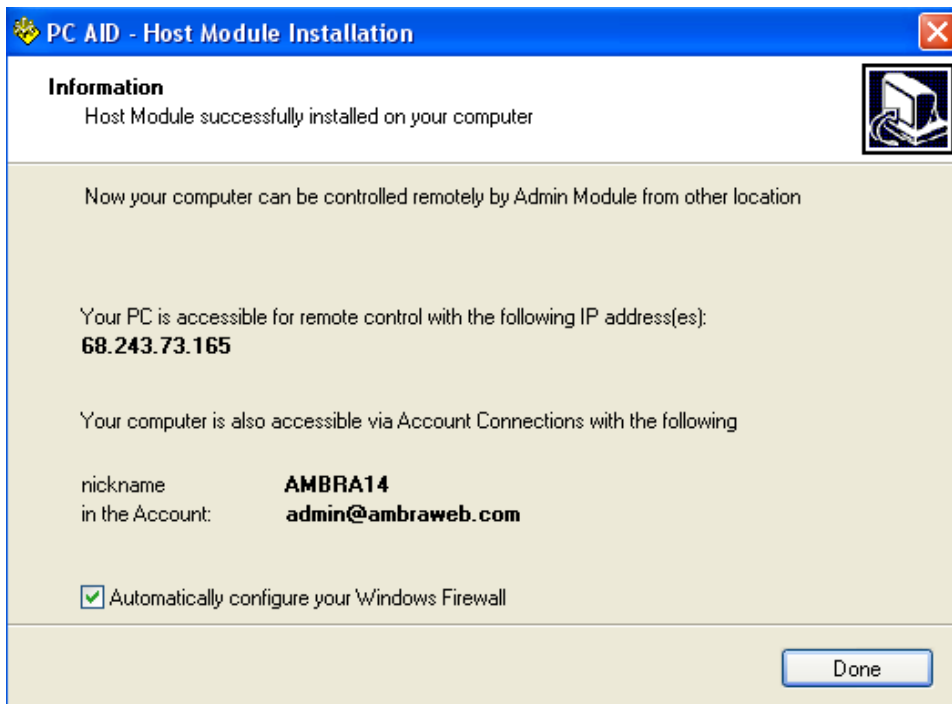 PC AID - Host Module Installation
Information
Host Module successfully installed on your computer
Now your computer can be controlled remotely by Admin Module from other location
Your PC is accessible for remote control with the following IP address(es):
68.243.73.165
Your computer is also accessible via Account Connections with the following
nickname AMBRA14
in the Account: admin@ambraweb.com
Automatically configure your Windows Firewall
Done